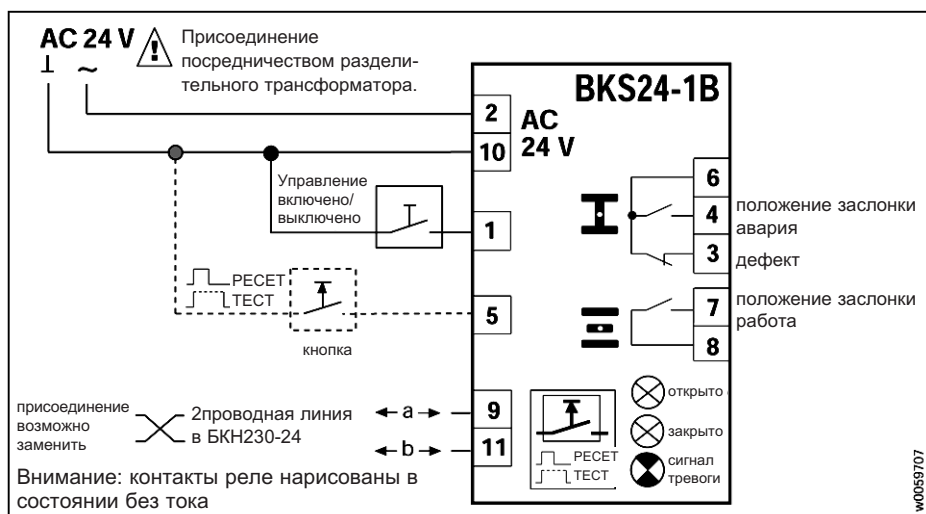 AC 24 V
Присоединение
посредничеством раздели-
тельного трансформатора.
⊥ ~
BKS24-1B
2
AC
24 V
10
Управление
включено/
выключено
1
РЕСЕТ
ТЕСТ
кнопка
5
6
4
положение заслонки
авария
3
дефект
7
положение заслонки
работа
8
присоединение
возможно
заменить
2проводная линия
в БКН230-24
a
9
b
11
РЕСЕТ
ТЕСТ
открыто
закрыто
сигнал
тревоги
Внимание: контакты реле нарисованы в
состоянии без тока
w0059707